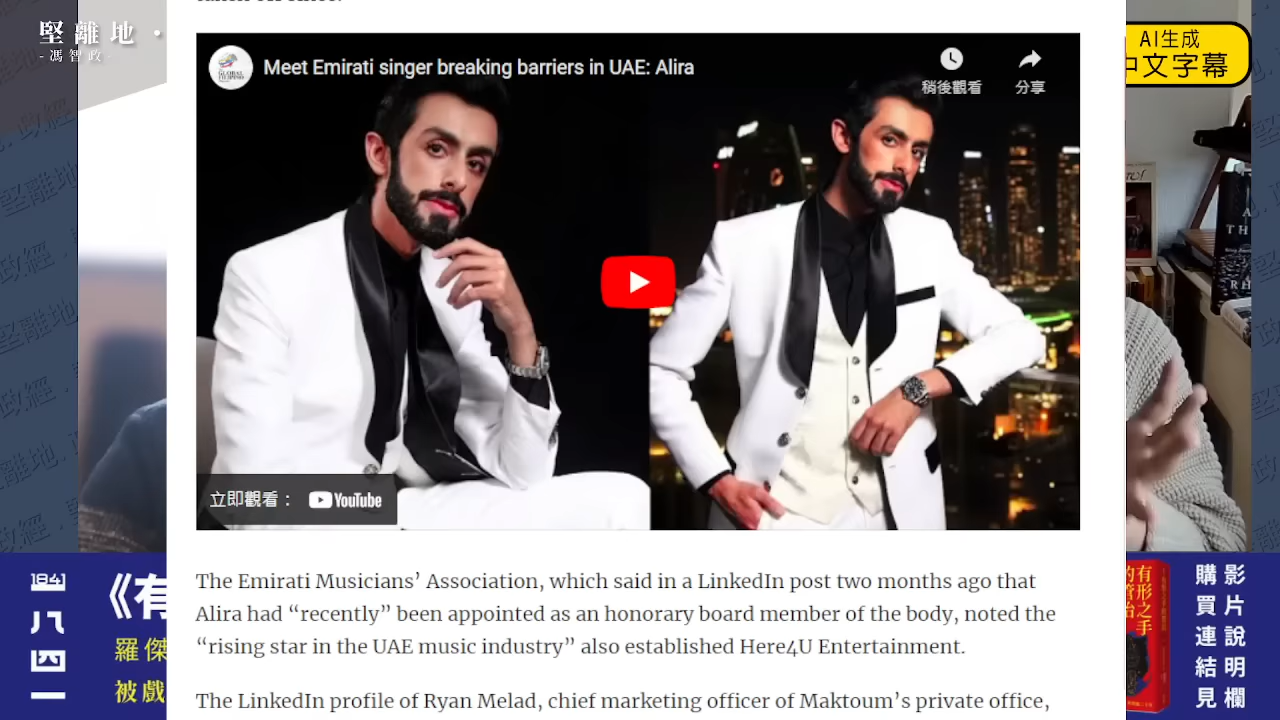 堅離地・
-馮智政-
AI生成
中文字幕
Meet Emirati singer breaking barriers in UAE: Alira
稍後觀看
分享
立即觀看： YouTube
The Emirati Musicians’ Association, which said in a LinkedIn post two months ago that
Alira had “recently” been appointed as an honorary board member of the body, noted the
“rising star in the UAE music industry” also established Here4U Entertainment.
The LinkedIn profile of Ryan Melad, chief marketing officer of Maktoum’s private office,
1841
一八四一
《有
羅傑
被戲
有形之手
影片說明欄
購買連結見